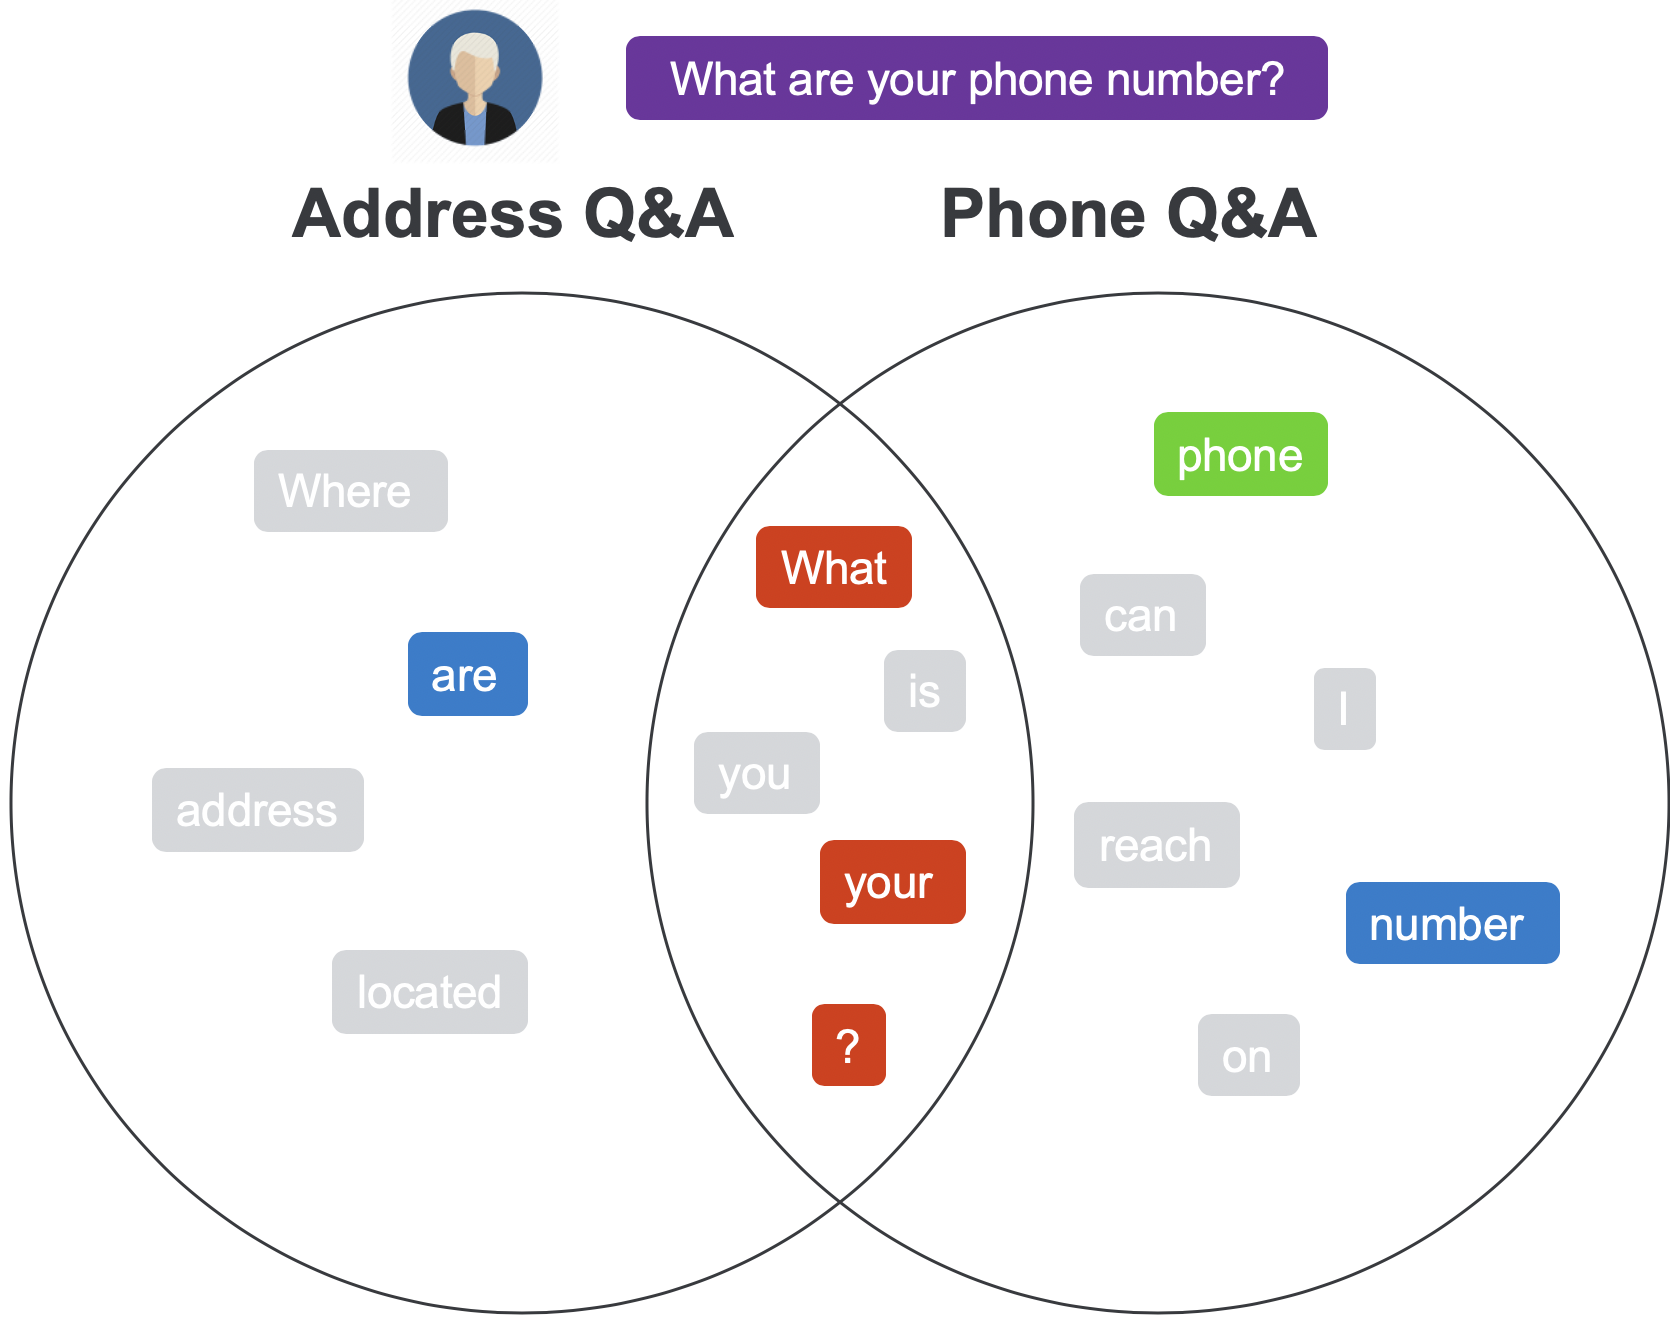 What are your phone number?
Address Q&A
Phone Q&A
Where
are
address
located
What
is
you
your
?
phone
can
I
reach
number
on